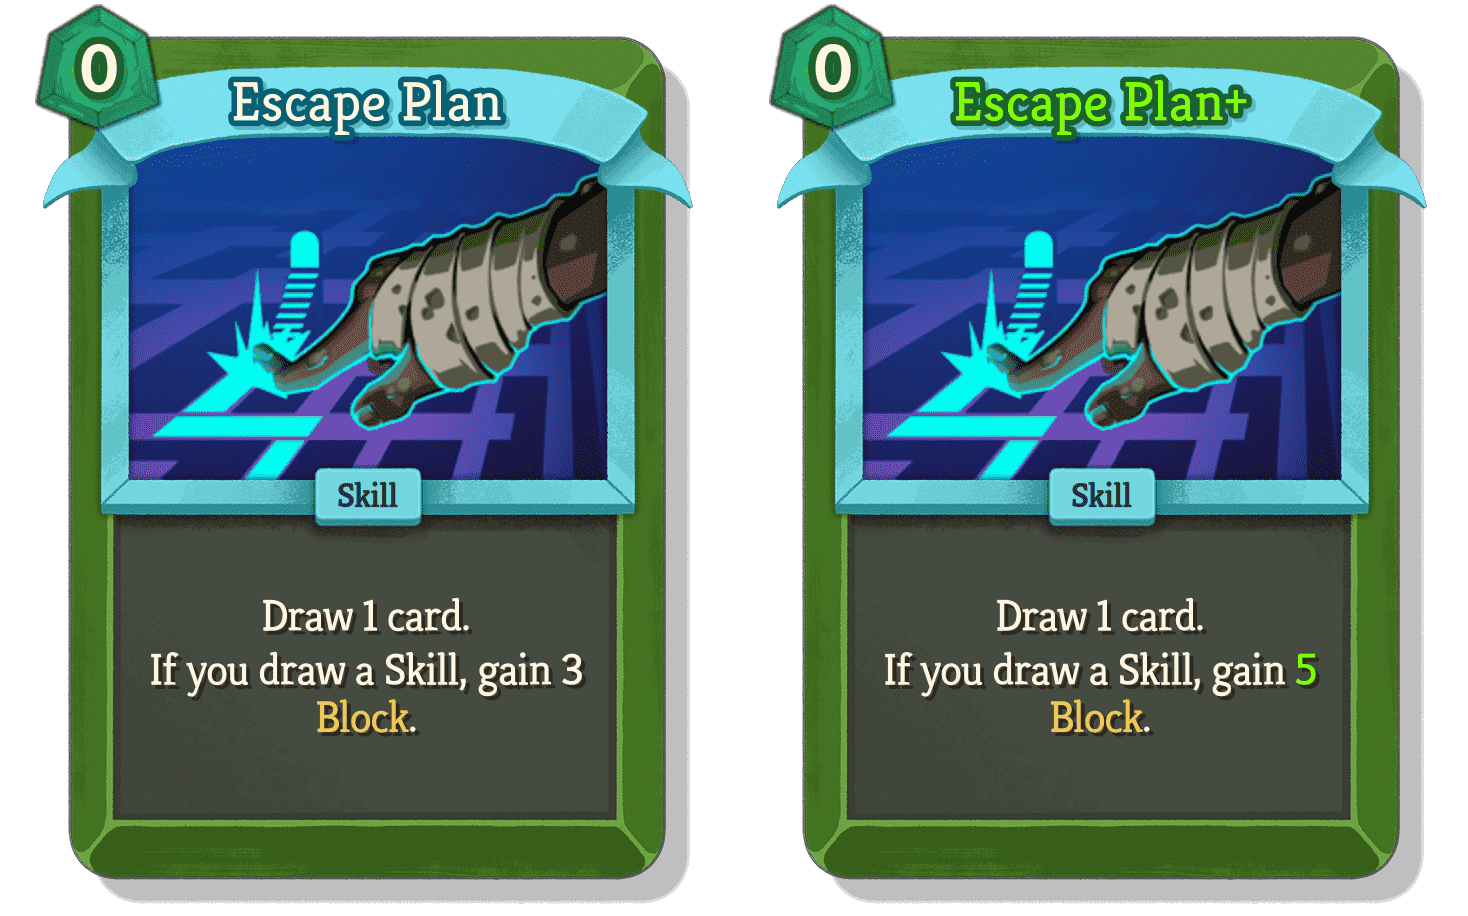 0
Escape Plan
Skill
Draw 1 card.
If you draw a Skill, gain 3
Block.
0
Escape Plan+
Skill
Draw 1 card.
If you draw a Skill, gain 5
Block.